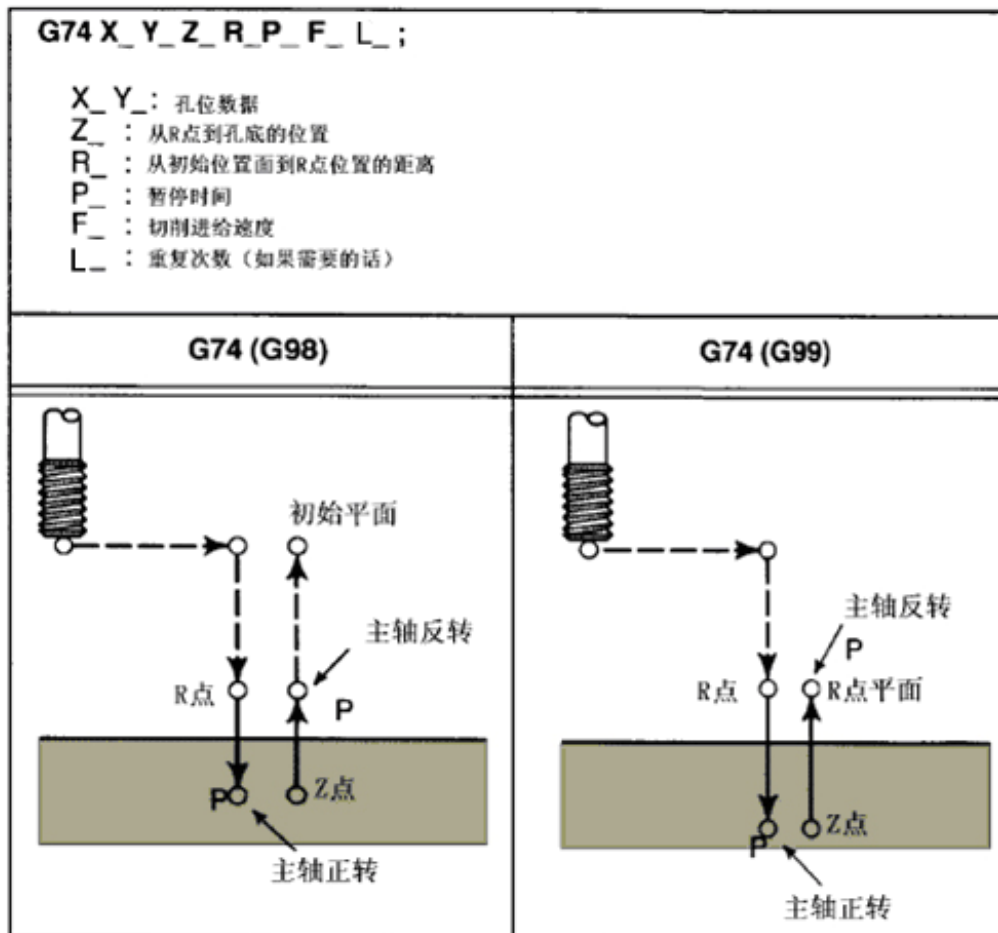 G74 X_ Y_ Z_ R_P_ F_ L_ ;
X_ Y_: 孔位数据
Z_ : 从R点到孔底的位置
R_ : 从初始位置面到R点位置的距离
P_ : 暂停时间
F_ : 切削进给速度
L_ : 重复次数（如果需要的话）
G74 (G98)
G74 (G99)
初始平面
主轴反转
R点
P
P
Z点
主轴正转
主轴反转
P
R点
R点平面
P
Z点
主轴正转